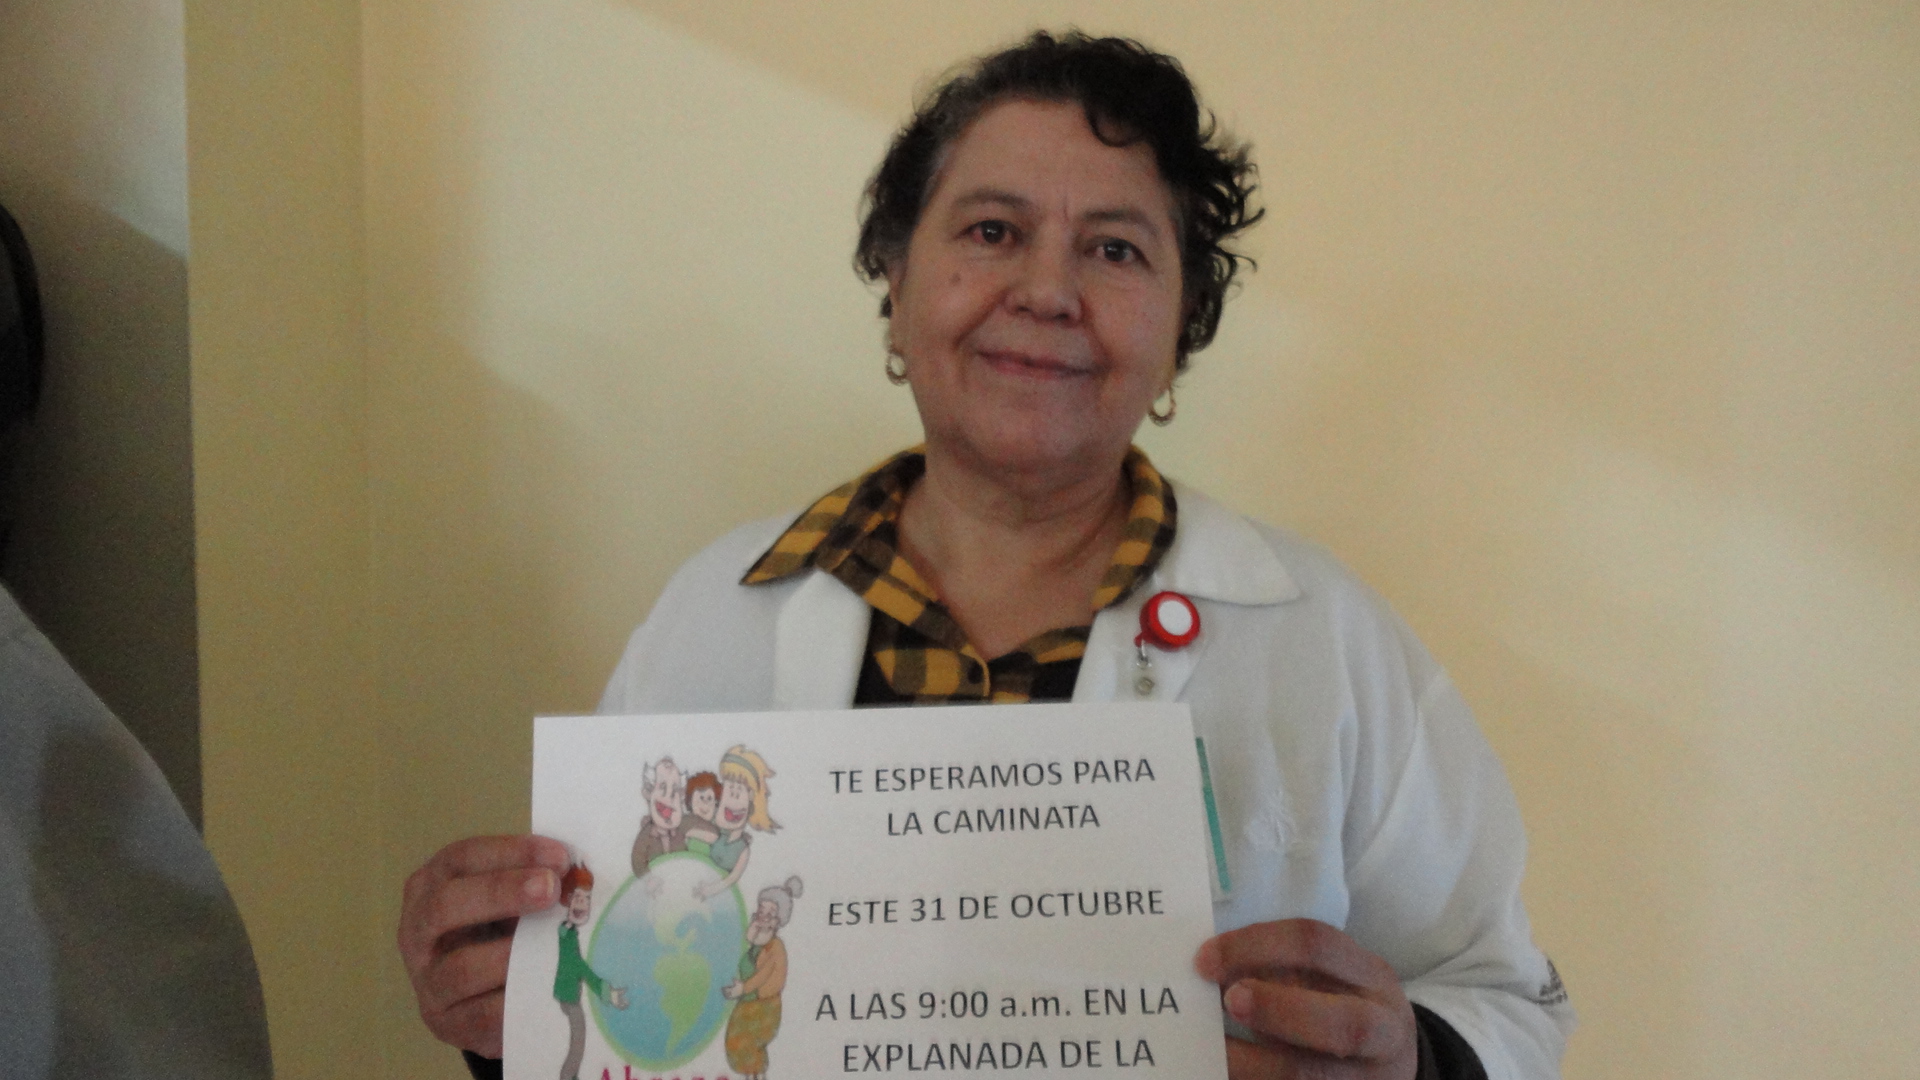 TE ESPERAMOS PARA
LA CAMINATA
ESTE 31 DE OCTUBRE
A LAS 9:00 a.m. EN LA
EXPLANADA DE LA